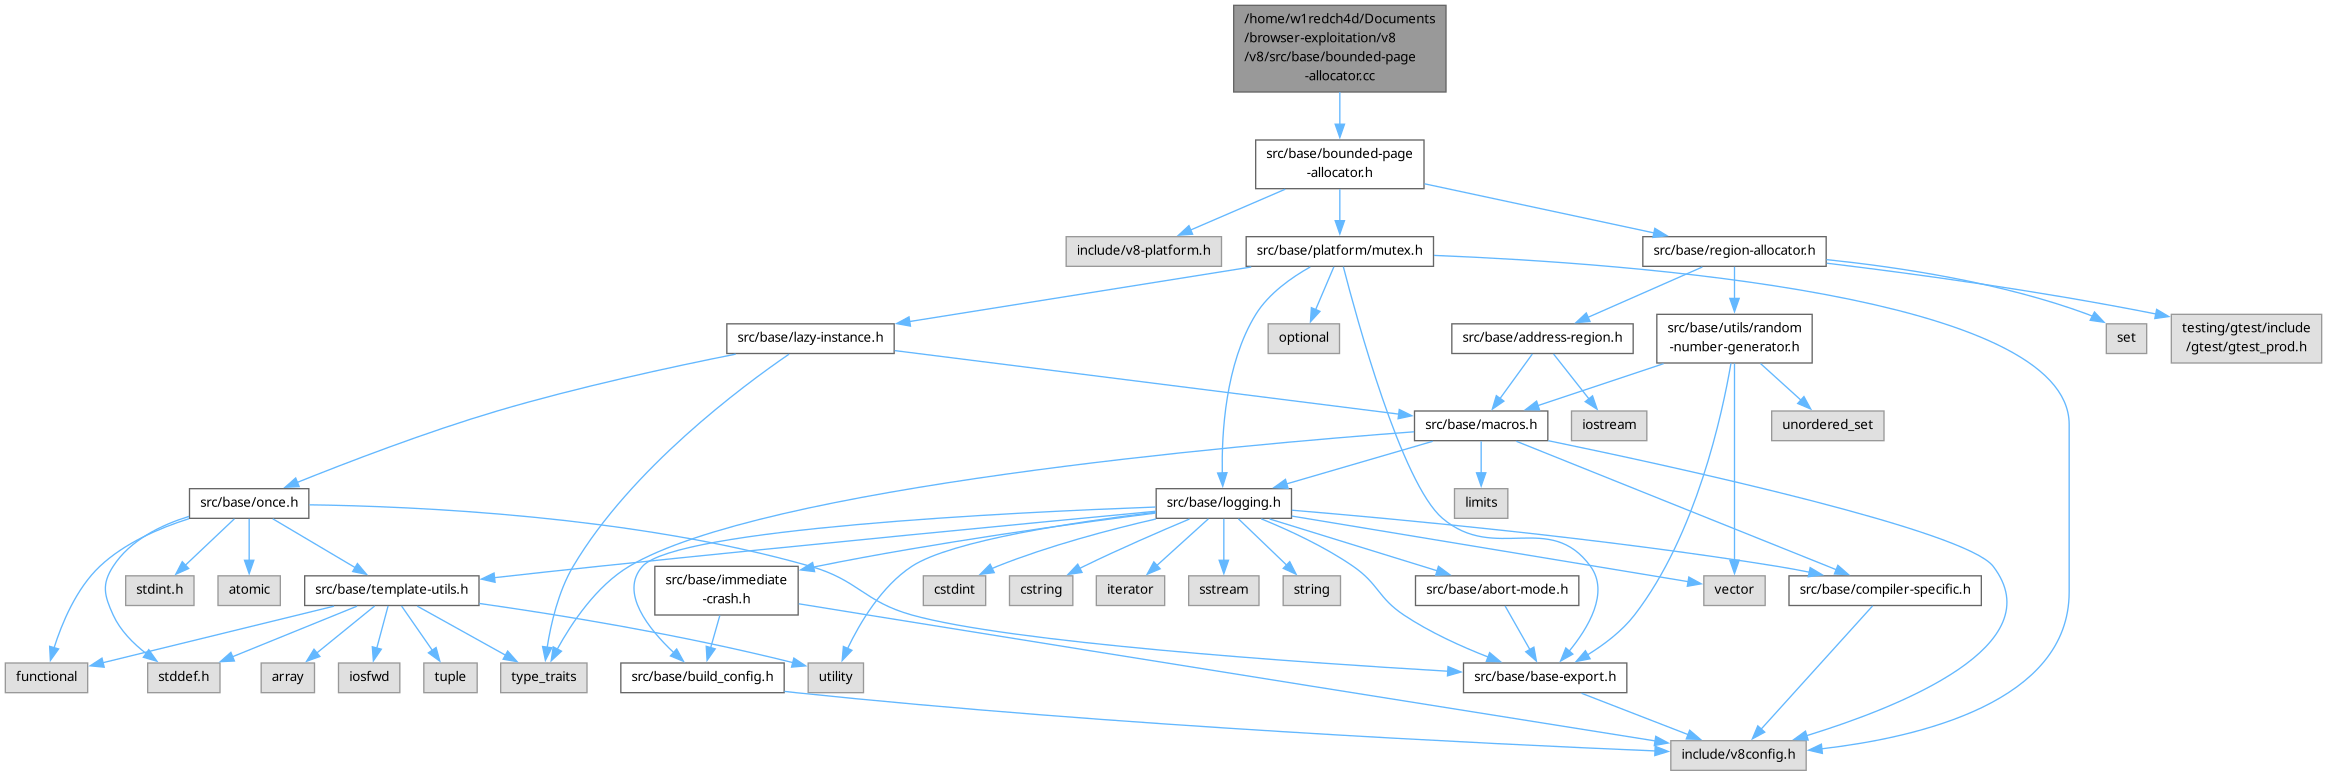 /home/w1redch4d/Documents
/browser-exploitation/v8
/v8/src/base/bounded-page
-allocator.cc
src/base/bounded-page
-allocator.h
include/v8-platform.h
src/base/platform/mutex.h
src/base/region-allocator.h
src/base/lazy-instance.h
optional
src/base/address-region.h
src/base/utils/random
-number-generator.h
set
testing/gtest/include
/gtest/gtest_prod.h
src/base/macros.h
iostream
unordered_set
src/base/once.h
src/base/logging.h
limits
stdint.h
atomic
src/base/template-utils.h
src/base/immediate
-crash.h
cstdint
cstring
iterator
sstream
string
src/base/abort-mode.h
vector
src/base/compiler-specific.h
functional
stddef.h
array
iosfwd
tuple
type_traits
src/base/build_config.h
utility
src/base/base-export.h
include/v8config.h